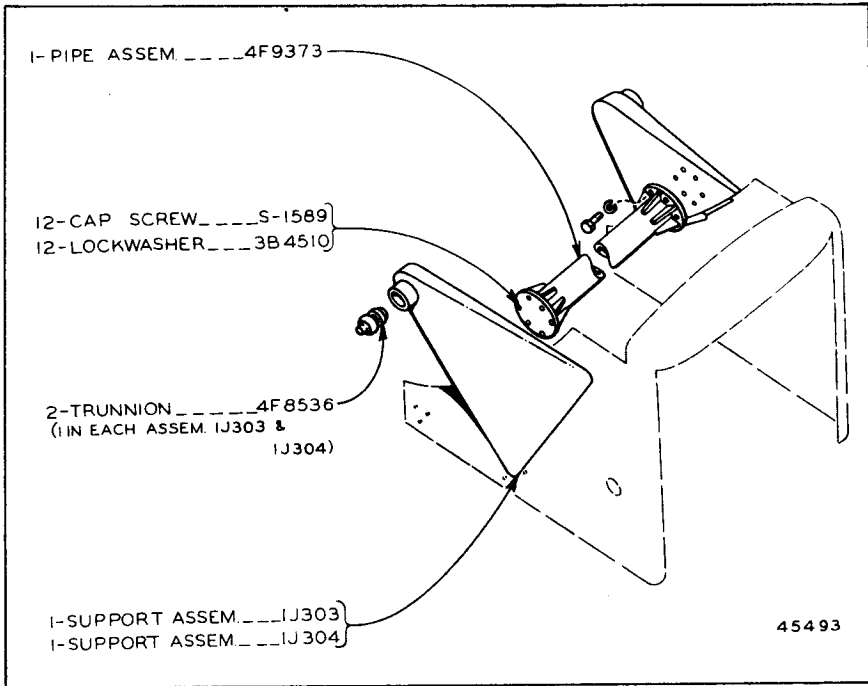 1-PIPE ASSEM. ____4F9373
12-CAP SCREW____S-1589
12-LOCKWASHER___3B4510
2-TRUNNION_____4F8536
(1 IN EACH ASSEM. 1J303 &
1J304)
1-SUPPORT ASSEM.___1J303
1-SUPPORT ASSEM.___1J304
45493